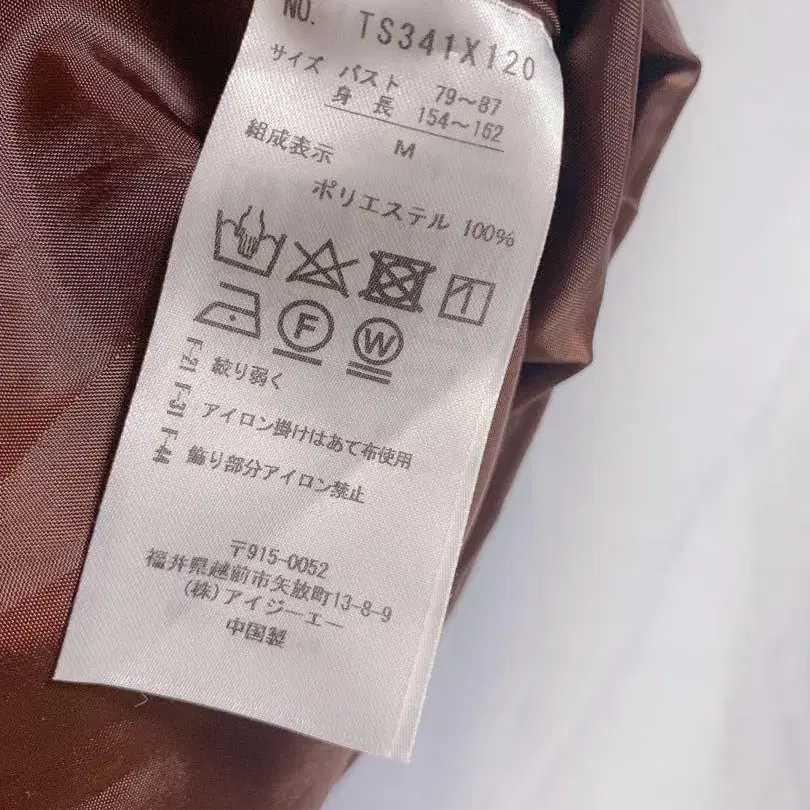 NO. TS341X120
サイズ バスト 79～87
身長 154～162
M
組成表示
ポリエステル 100%
F W
絞り弱く
アイロン掛けはあて布使用
飾り部分アイロン禁止
〒915-0052
福井県越前市矢放町13-8-9
(株)アイジーエー
中国製